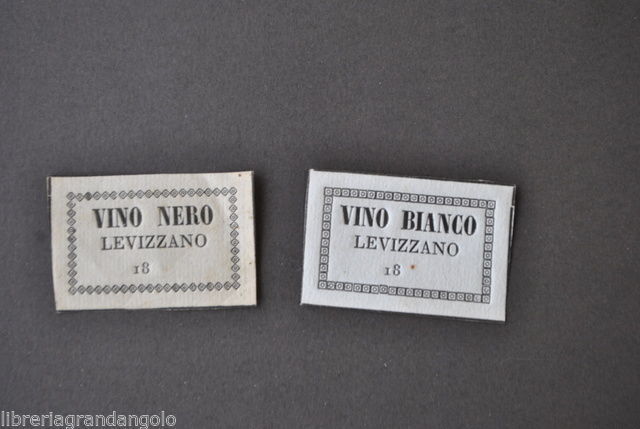 VINO NERO
LEVIZZANO
18
VINO BIANCO
LEVIZZANO
18
libreriagrandangolo